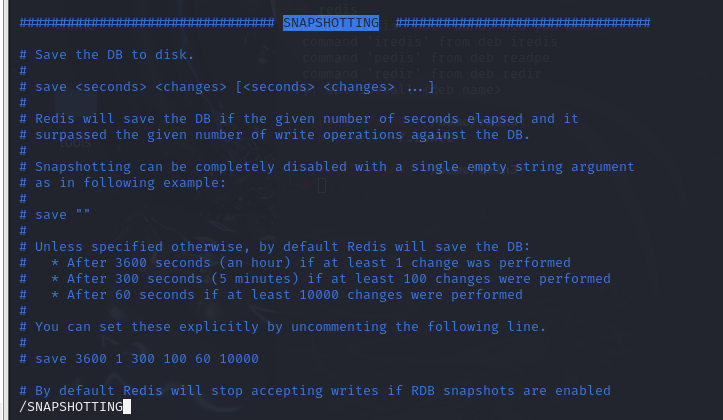 ################################ SNAPSHOTTING ################################
# Save the DB to disk.
#
# save <seconds> <changes> [<seconds> <changes> ...]
#
# Redis will save the DB if the given number of seconds elapsed and it
# surpassed the given number of write operations against the DB.
#
# Snapshotting can be completely disabled with a single empty string argument
# as in following example:
#
# save ""
#
# Unless specified otherwise, by default Redis will save the DB:
#   * After 3600 seconds (an hour) if at least 1 change was performed
#   * After 300 seconds (5 minutes) if at least 100 changes were performed
#   * After 60 seconds if at least 10000 changes were performed
#
# You can set these explicitly by uncommenting the following line.
#
# save 3600 1 300 100 60 10000
#
# By default Redis will stop accepting writes if RDB snapshots are enabled
/SNAPSHOTTING